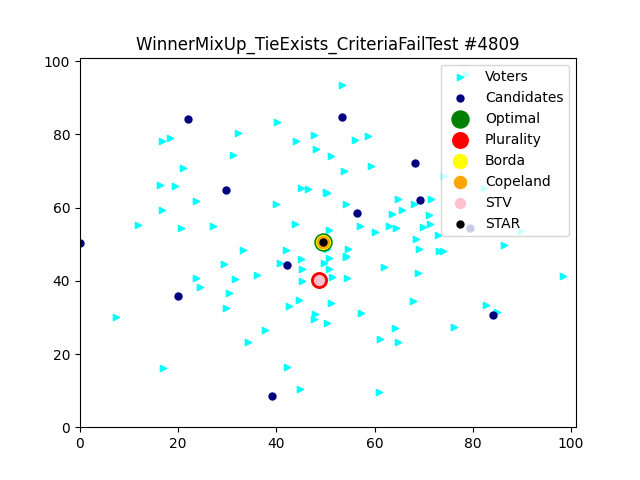 WinnerMixUp_TieExists_CriteriaFailTest #4809
100
80
60
40
20
0
0
20
40
60
80
100
Voters
Candidates
Optimal
Plurality
Borda
Copeland
STV
STAR